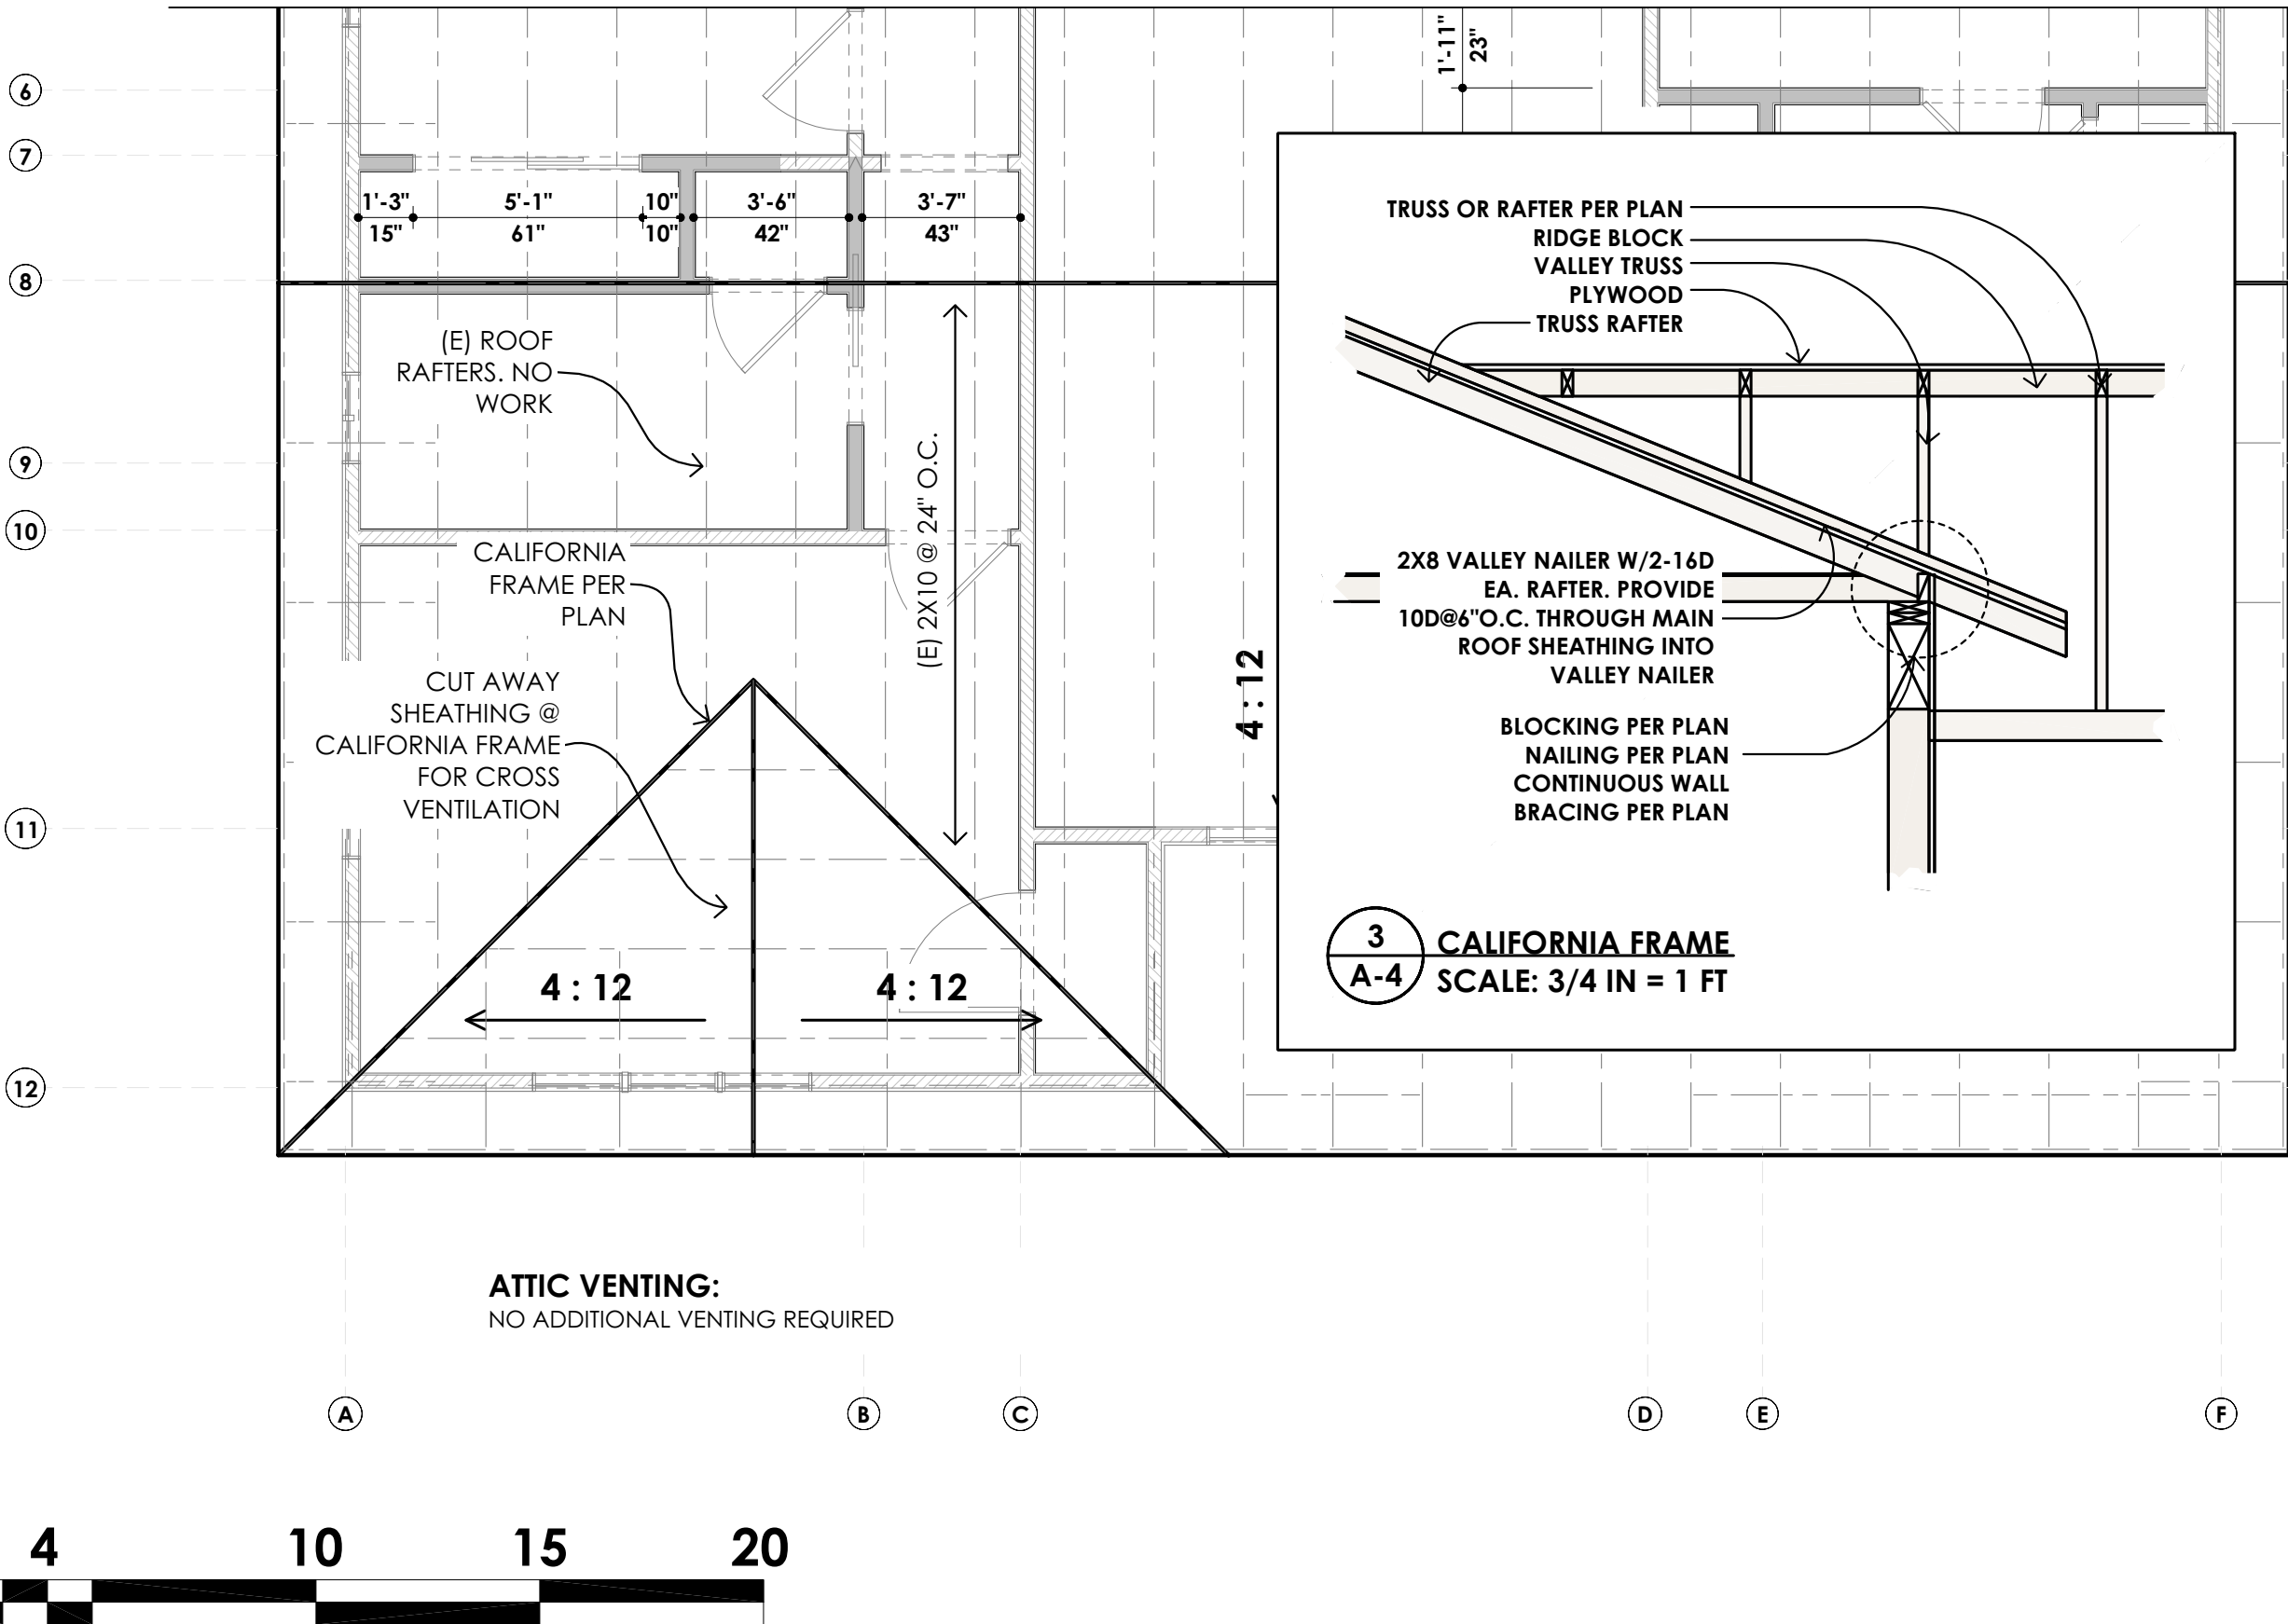 6
7
8
9
10
11
12
1'-3"
15"
5'-1"
61"
10"
10"
3'-6"
42"
3'-7"
43"
1'-11"
23"
(E) ROOF
RAFTERS. NO
WORK
(E) 2X10 @ 24" O.C.
CALIFORNIA
FRAME PER
PLAN
CUT AWAY
SHEATHING @
CALIFORNIA FRAME
FOR CROSS
VENTILATION
4 : 12
4 : 12
4 : 12
TRUSS OR RAFTER PER PLAN
RIDGE BLOCK
VALLEY TRUSS
PLYWOOD
TRUSS RAFTER
2X8 VALLEY NAILER W/2-16D
EA. RAFTER. PROVIDE
10D@6"O.C. THROUGH MAIN
ROOF SHEATHING INTO
VALLEY NAILER
BLOCKING PER PLAN
NAILING PER PLAN
CONTINUOUS WALL
BRACING PER PLAN
3
A-4
CALIFORNIA FRAME
SCALE: 3/4 IN = 1 FT
ATTIC VENTING:
NO ADDITIONAL VENTING REQUIRED
A
B
C
D
E
F
4
10
15
20